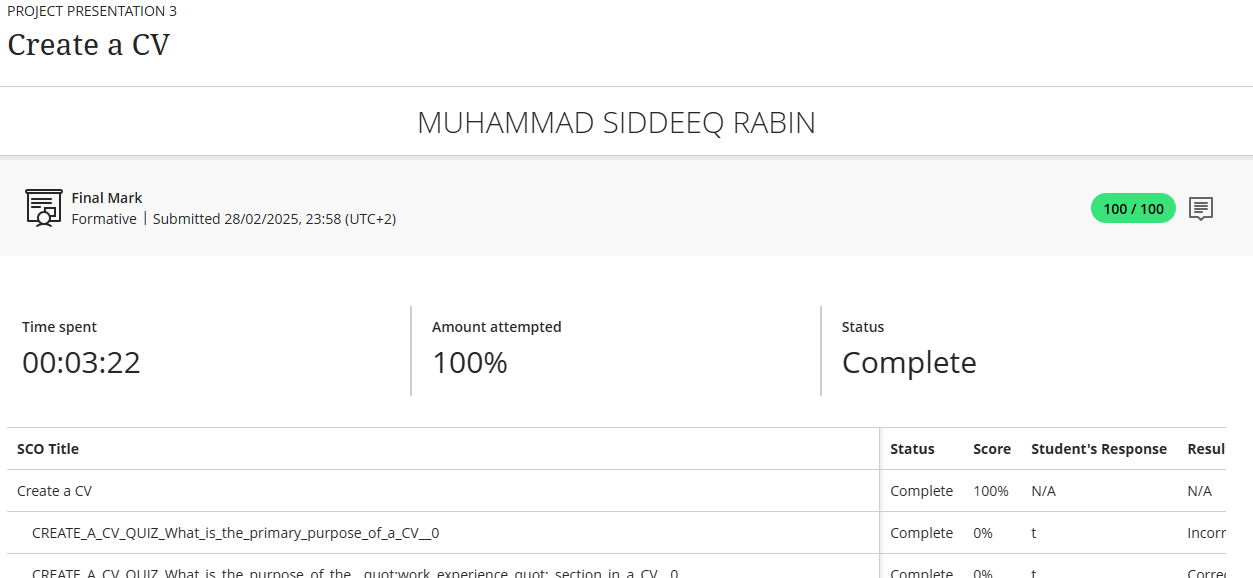 PROJECT PRESENTATION 3
Create a CV
MUHAMMAD SIDDEEQ RABIN
Final Mark
Formative | Submitted 28/02/2025, 23:58 (UTC+2)
100 / 100
Time spent
Amount attempted
Status
00:03:22
100%
Complete
SCO Title Status Score Student's Response Resul
Create a CV Complete 100% N/A N/A
CREATE_A_CV_QUIZ_What_is_the_primary_purpose_of_a_CV__0 Complete 0% t Incorr
CREATE_A_CV_QUIZ_What_is_the_purpose_of_the__quot;work_experience_quot;_section_in_a_CV__0 Complete 0% t Correc